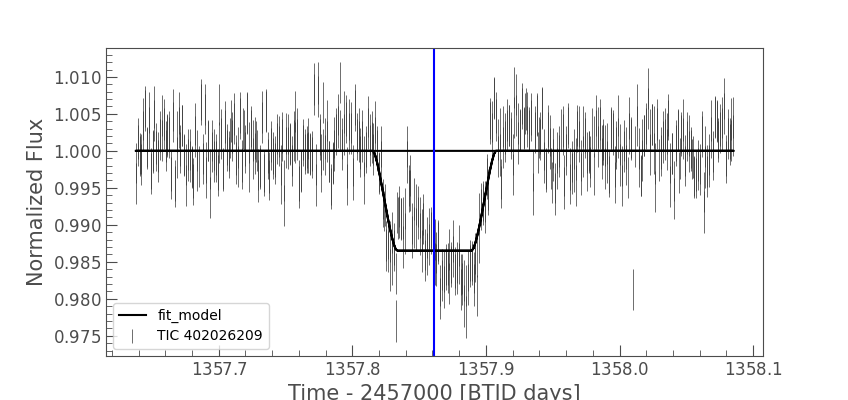 1.010
1.005
1.000
0.995
0.990
0.985
0.980
0.975
Normalized Flux
fit_model
TIC 402026209
1357.7 1357.8 1357.9 1358.0 1358.1
Time - 2457000 [BTJD days]